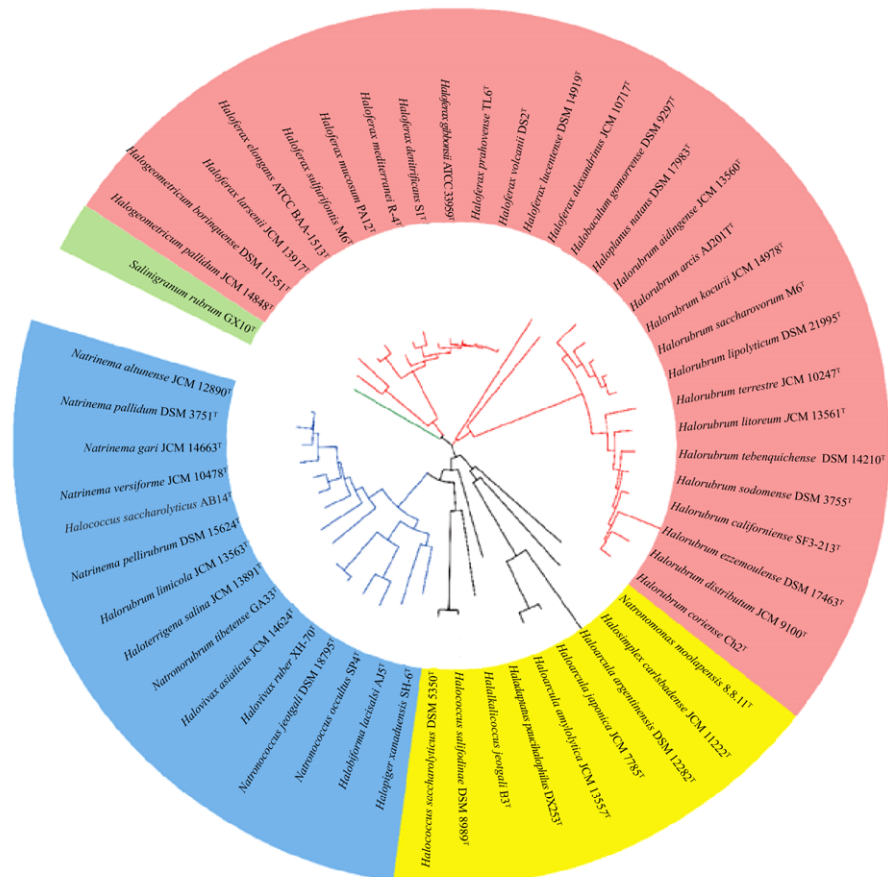 Salinigranum rubrum GX10ᵀ
Halogeometricum pallidum JCM 14848ᵀ
Halogeometricum borinquense DSM 11551ᵀ
Haloferax larsenii JCM 13917ᵀ
Haloferax elongans ATCC BAA-1513ᵀ
Haloferax sulfurifontis M6ᵀ
Haloferax mucosum PA12ᵀ
Haloferax mediterranei R-4ᵀ
Haloferax denitrificans S1ᵀ
Haloferax gibbonsii ATCC 33959ᵀ
Haloferax prahovense TL6ᵀ
Haloferax volcanii DS2ᵀ
Haloferax lucentense DSM 14919ᵀ
Haloferax alexandrinus JCM 10717ᵀ
Halobaculum gomorrense DSM 9297ᵀ
Haloplanus natans DSM 17983ᵀ
Halorubrum aidingense JCM 13560ᵀ
Halorubrum arcis AJ201Tᵀ
Halorubrum kocurii JCM 14978ᵀ
Halorubrum saccharovorum M6ᵀ
Halorubrum lipolyticum DSM 21995ᵀ
Halorubrum terrestre JCM 10247ᵀ
Halorubrum litoreum JCM 13561ᵀ
Halorubrum tebenquichense DSM 14210ᵀ
Halorubrum sodomense DSM 3755ᵀ
Halorubrum californiense SF3-213ᵀ
Halorubrum ezzemoulense DSM 17463ᵀ
Halorubrum distributum JCM 9100ᵀ
Halorubrum coriense Ch2ᵀ
Natronomonas moolapensis 8.8.11ᵀ
Halosimplex carlsbadense JCM 11222ᵀ
Haloarcula argentinensis DSM 12282ᵀ
Haloarcula japonica JCM 7785ᵀ
Haloarcula amylolytica JCM 13557ᵀ
Haladaptatus paucihalophilus DX253ᵀ
Halalkalicoccus jeotgali B3ᵀ
Halococcus salifodinae DSM 8989ᵀ
Halococcus saccharolyticus DSM 5350ᵀ
Halopiger xanaduensis SH-6ᵀ
Halobiforma lacisalsi AJ5ᵀ
Natronococcus occultus SP4ᵀ
Natronococcus jeotgali DSM 18795ᵀ
Halovivax ruber XH-70ᵀ
Halovivax asiaticus JCM 14624ᵀ
Natronorubrum tibetense GA33ᵀ
Haloterrigena salina JCM 13891ᵀ
Halorubrum limicola JCM 13563ᵀ
Natrinema pellirubrum DSM 15624ᵀ
Halococcus saccharolyticus AB14ᵀ
Natrinema versiforme JCM 10478ᵀ
Natrinema gari JCM 14663ᵀ
Natrinema pallidum DSM 3751ᵀ
Natrinema altunense JCM 12890ᵀ